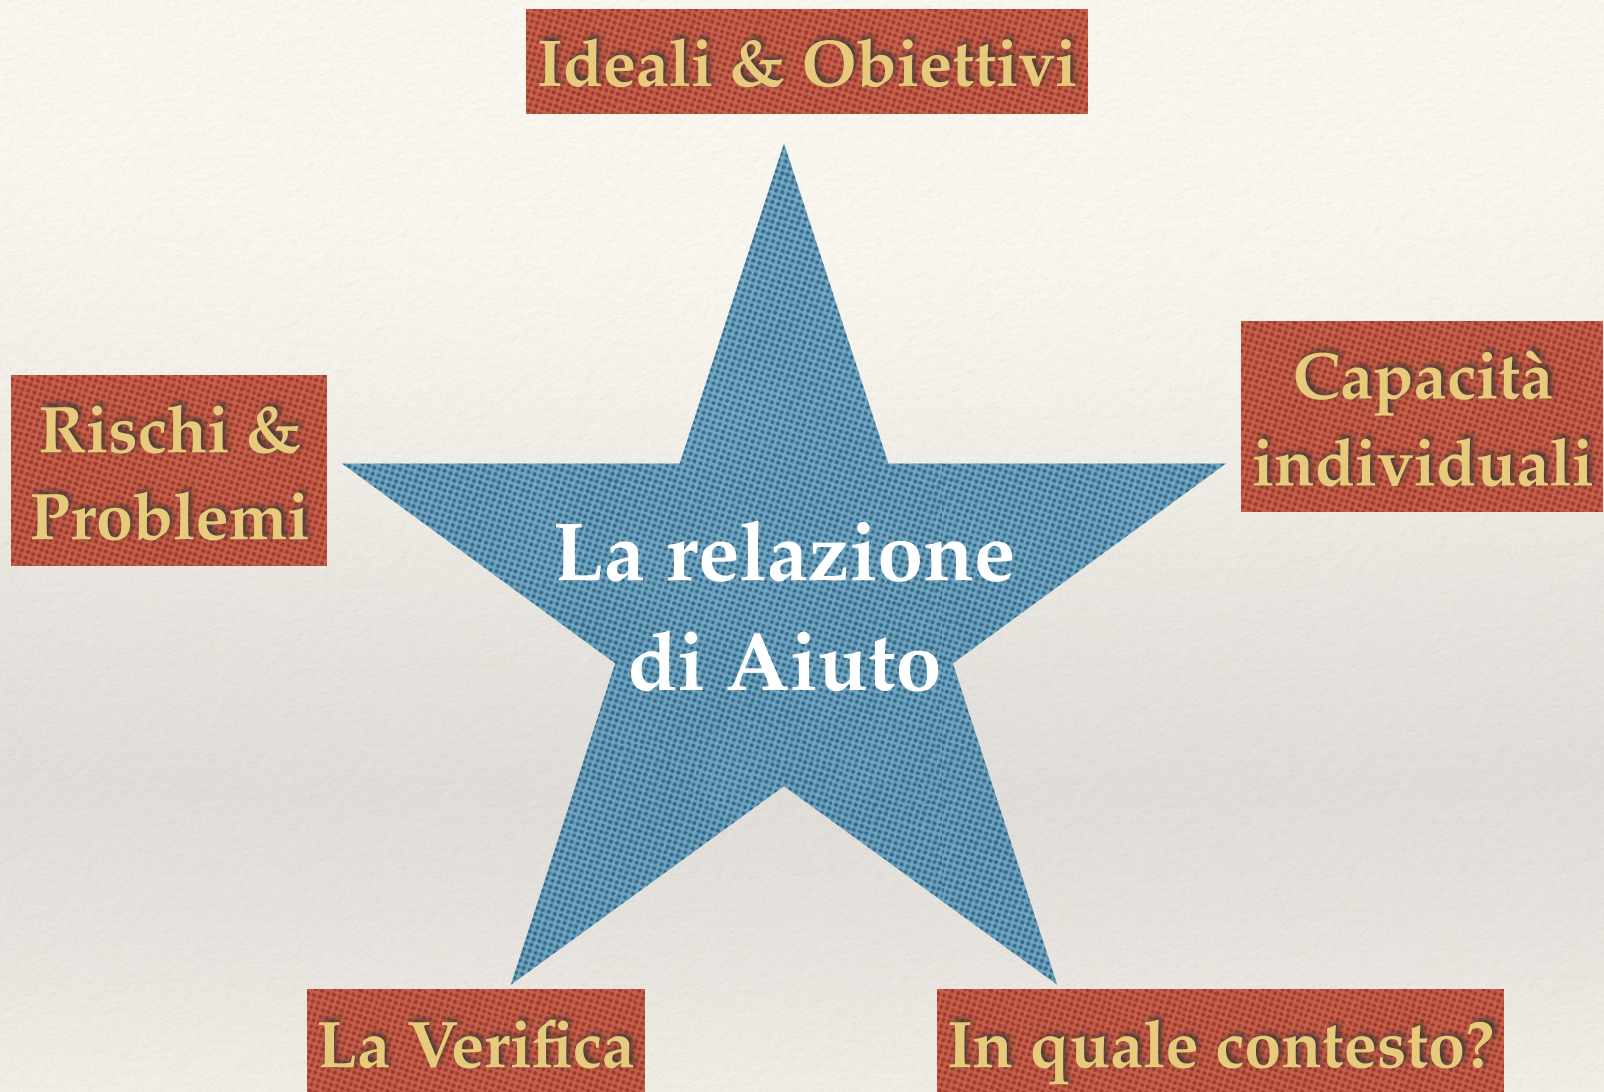 Ideali & Obiettivi
Capacità
individuali
Rischi &
Problemi
La relazione
di Aiuto
La Verifica
In quale contesto?